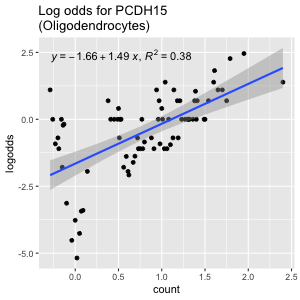 Log odds for PCDH15
(Oligodendrocytes)
y = −1.66 + 1.49 x, R² = 0.38
logodds
2.5
0.0
-2.5
-5.0
0.0 0.5 1.0 1.5 2.0 2.5
count